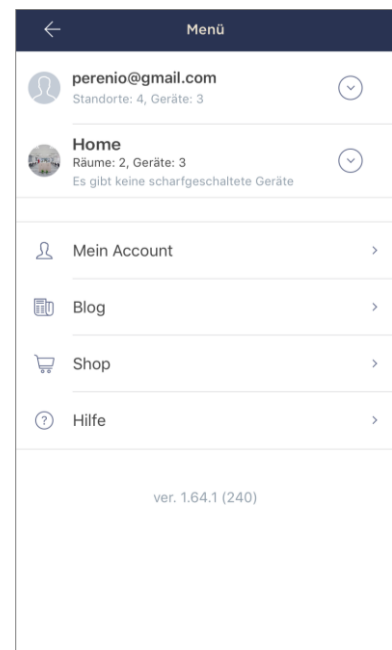 Menü
perenio@gmail.com
Standorte: 4, Geräte: 3
Home
Räume: 2, Geräte: 3
Es gibt keine scharfgeschaltete Geräte
Mein Account
Blog
Shop
Hilfe
ver. 1.64.1 (240)